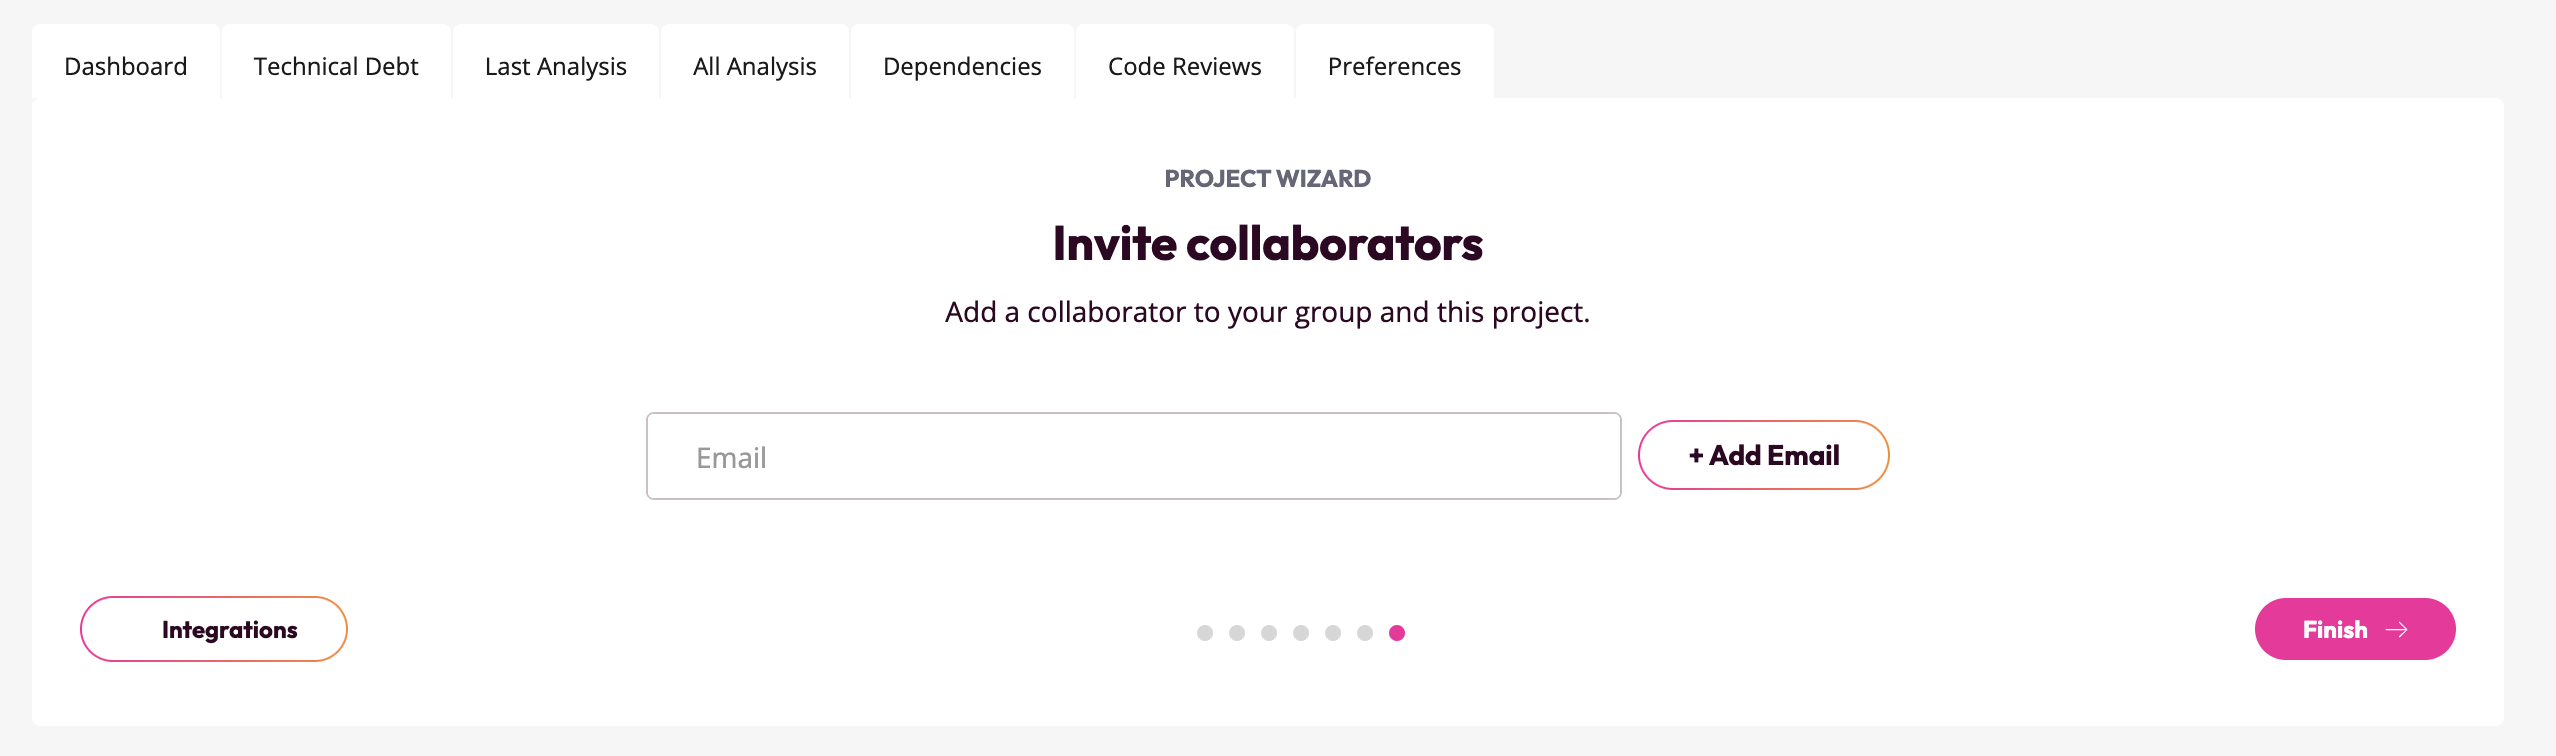 Dashboard Technical Debt Last Analysis All Analysis Dependencies Code Reviews Preferences
PROJECT WIZARD
Invite collaborators
Add a collaborator to your group and this project.
Email + Add Email
Integrations Finish →